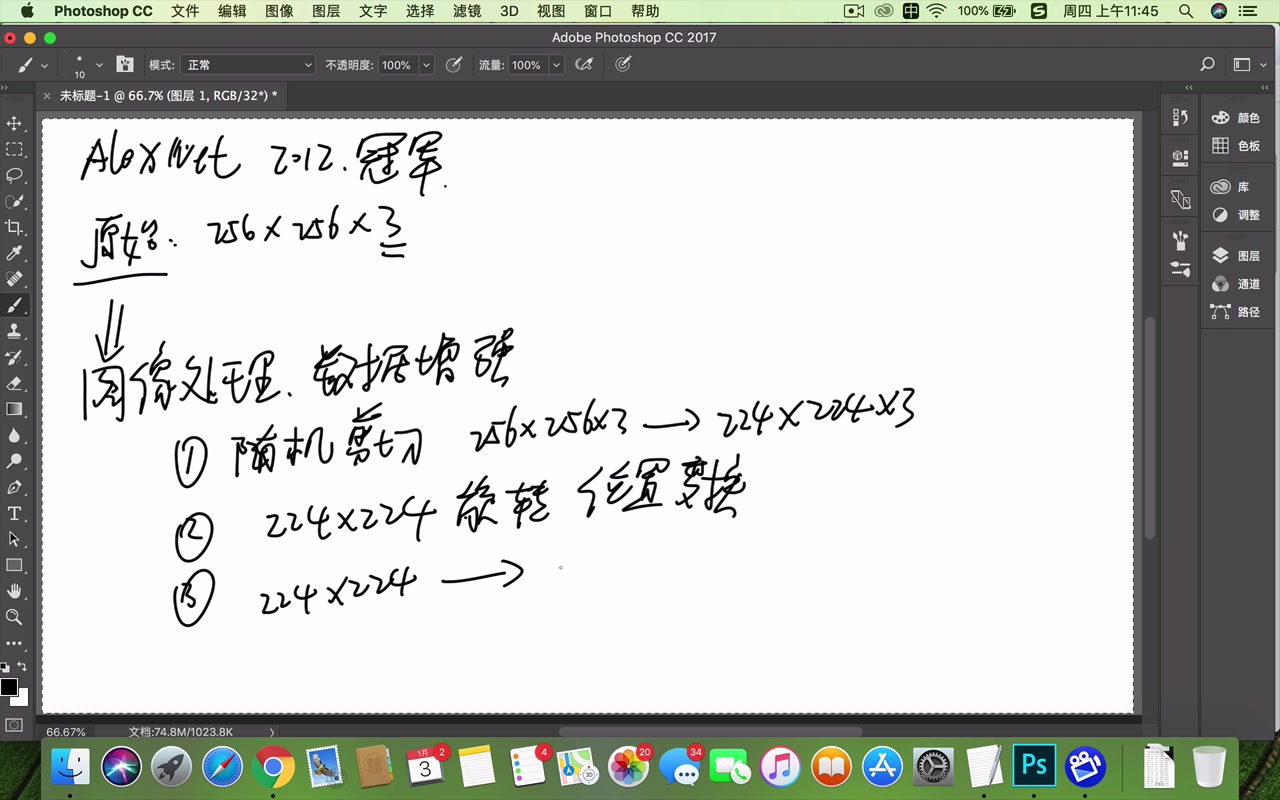 Photoshop CC 文件 编辑 图像 图层 文字 选择 滤镜 3D 视图 窗口 帮助 100% 周四 上午11:45
Adobe Photoshop CC 2017
10 模式: 正常 不透明度: 100% 流量: 100%
未标题-1 @ 66.7% (图层 1, RGB/32*) *
颜色
色板
库
调整
图层
通道
路径
AlexNet 2012.冠军.
原始: 256×256×3
图像处理. 数据增强
① 随机剪切 256×256×3 → 224×224×3
② 224×224 旋转 位置变换
③ 224×224 →
66.67% 文档:74.8M/1023.8K
1月 2
3
4
3D
20
34
Ps